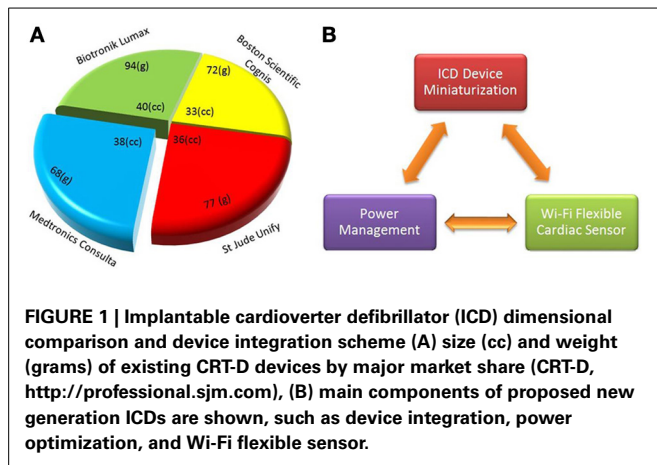 A
Biotronik Lumax
94(g)
40(cc)
Boston Scientific
Cognis
72(g)
33(cc)
38(cc)
68(g)
Medtronics Consulta
36(cc)
77 (g)
St Jude Unify
B
ICD Device
Miniaturization
Power
Management
Wi-Fi Flexible
Cardiac Sensor
FIGURE 1 | Implantable cardioverter defibrillator (ICD) dimensional
comparison and device integration scheme (A) size (cc) and weight
(grams) of existing CRT-D devices by major market share (CRT-D,
http://professional.sjm.com), (B) main components of proposed new
generation ICDs are shown, such as device integration, power
optimization, and Wi-Fi flexible sensor.